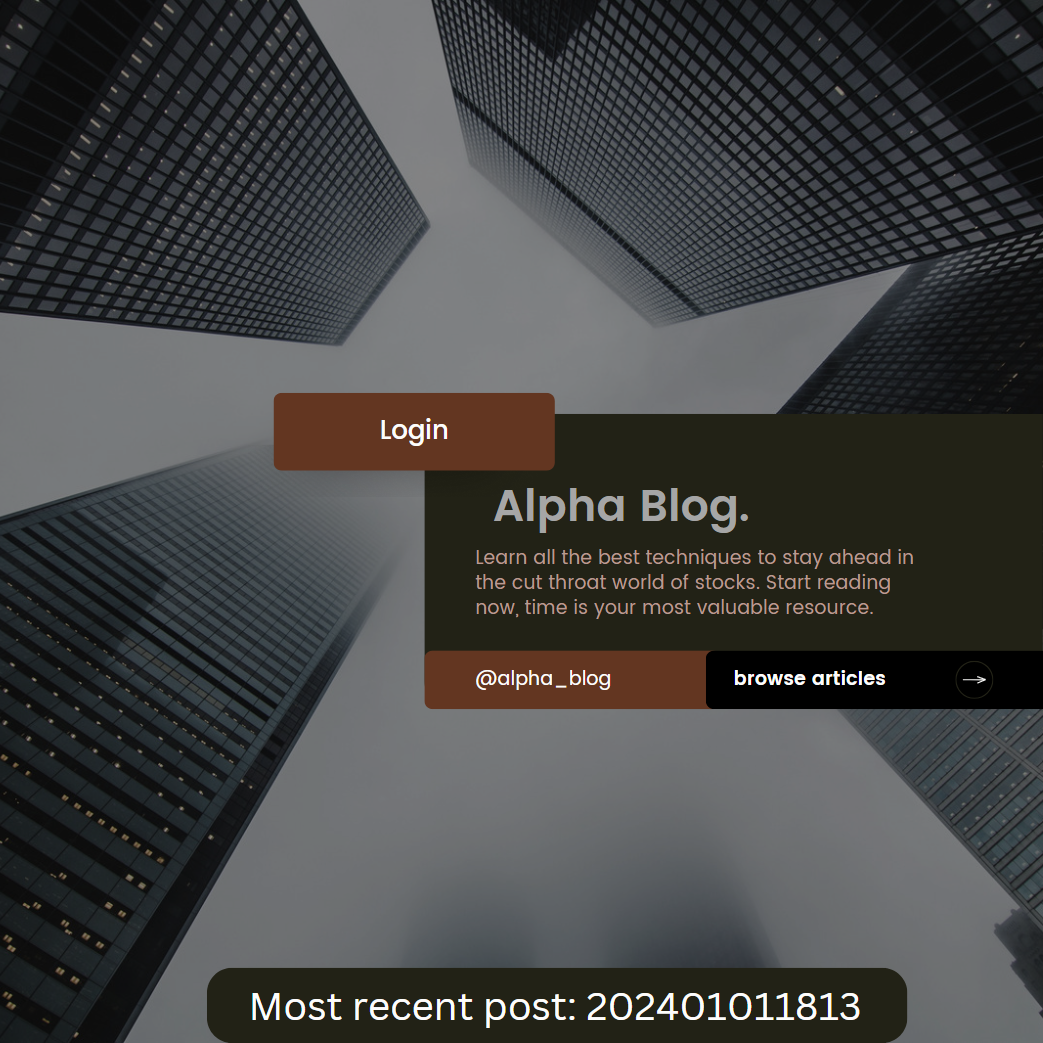 Login
Alpha Blog.
Learn all the best techniques to stay ahead in
the cut throat world of stocks. Start reading
now, time is your most valuable resource.
@alpha_blog
browse articles
Most recent post: 202401011813